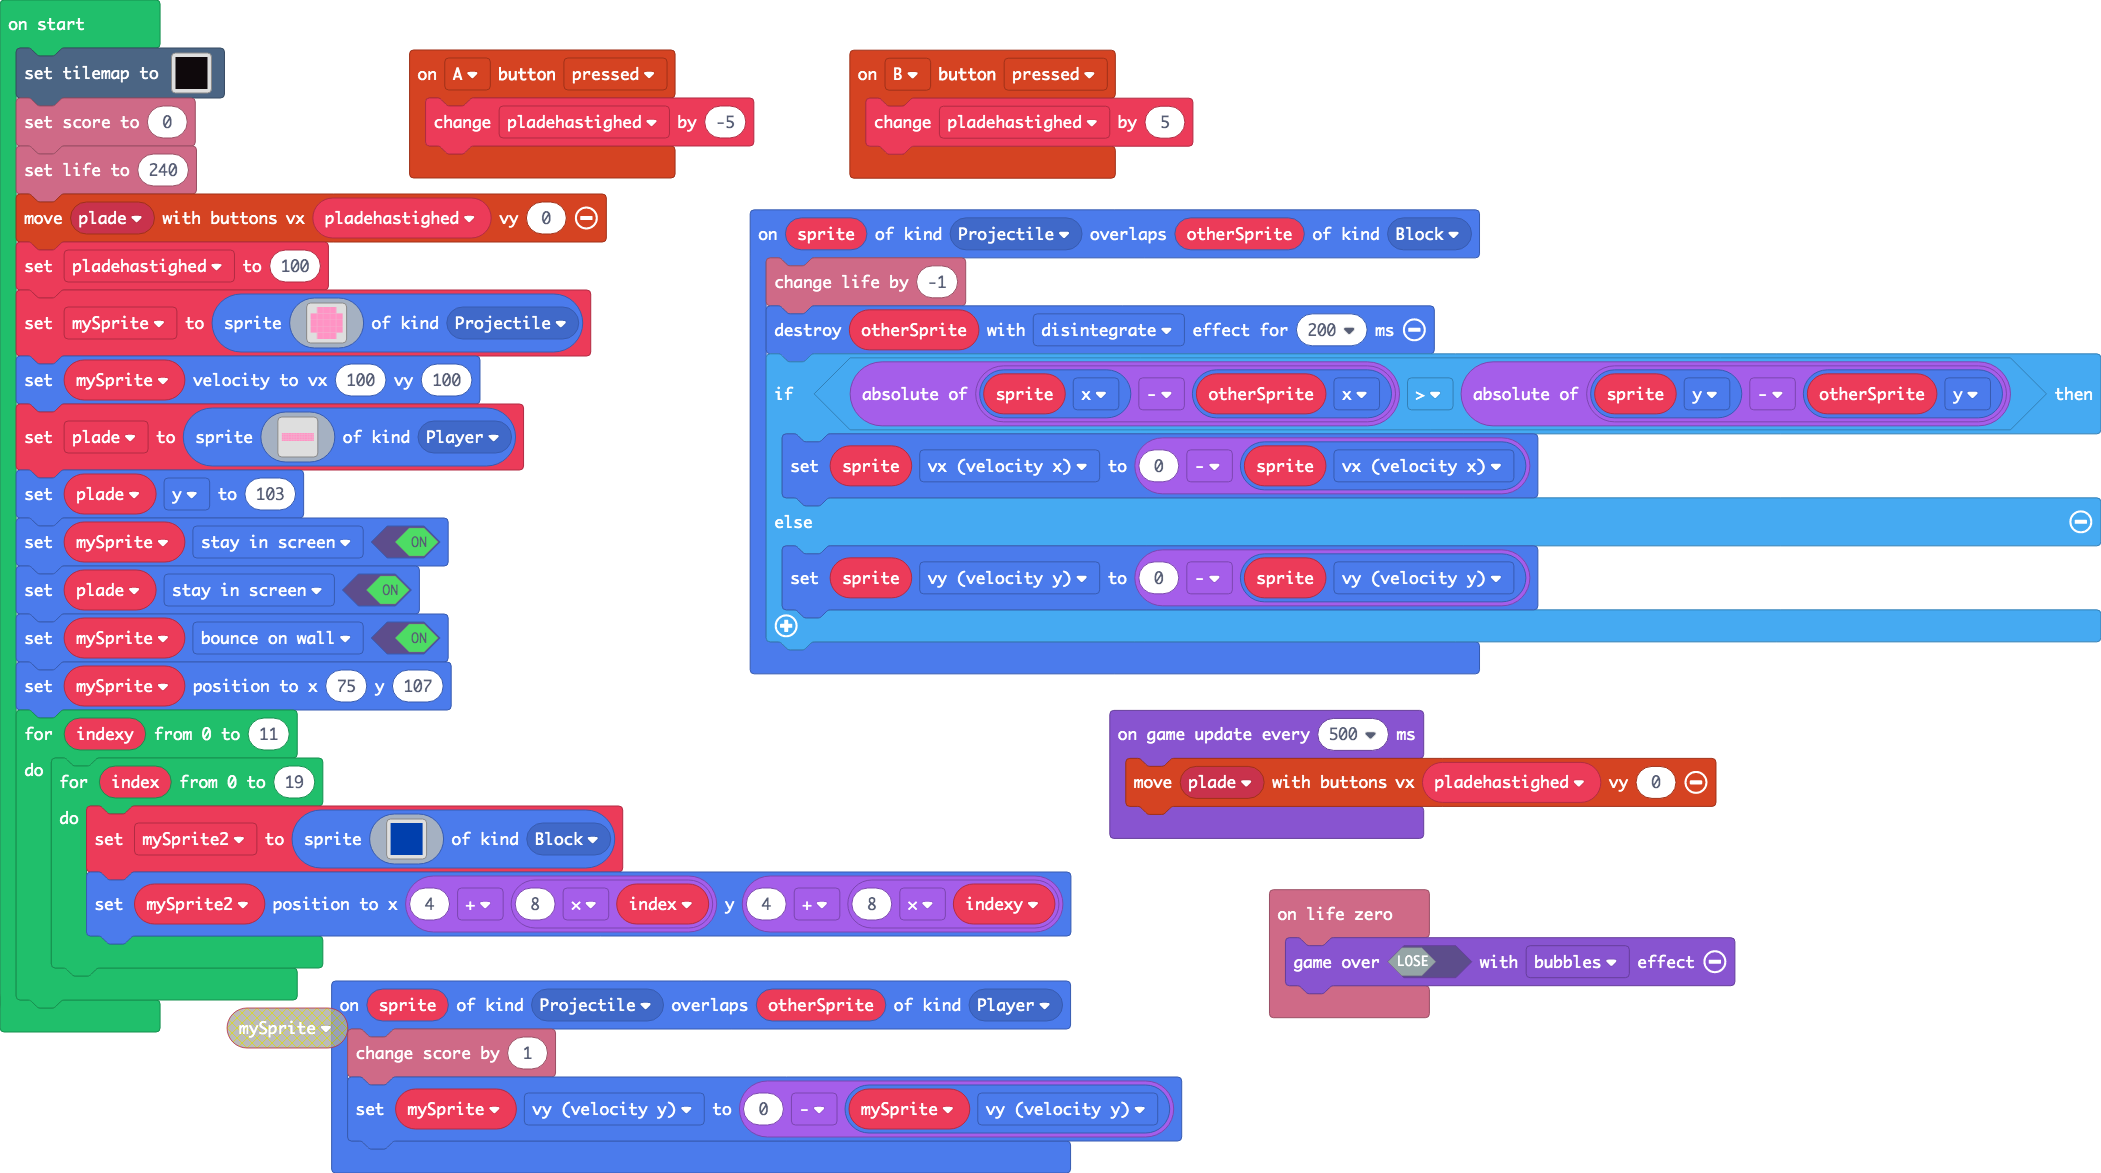 on start
set tilemap to
set score to 0
set life to 240
move plade with buttons vx pladehastighed vy 0
set pladehastighed to 100
set mySprite to sprite of kind Projectile
set mySprite velocity to vx 100 vy 100
set plade to sprite of kind Player
set plade y to 103
set mySprite stay in screen ON
set plade stay in screen ON
set mySprite bounce on wall ON
set mySprite position to x 75 y 107
for indexy from 0 to 11
do for index from 0 to 19
do set mySprite2 to sprite of kind Block
set mySprite2 position to x 4 + 8 x index y 4 + 8 x indexy
mySprite
on A button pressed
change pladehastighed by -5
on B button pressed
change pladehastighed by 5
on sprite of kind Projectile overlaps otherSprite of kind Block
change life by -1
destroy otherSprite with disintegrate effect for 200 ms
if absolute of sprite x - otherSprite x > absolute of sprite y - otherSprite y then
set sprite vx (velocity x) to 0 - sprite vx (velocity x)
else
set sprite vy (velocity y) to 0 - sprite vy (velocity y)
on game update every 500 ms
move plade with buttons vx pladehastighed vy 0
on life zero
game over LOSE with bubbles effect
on sprite of kind Projectile overlaps otherSprite of kind Player
change score by 1
set mySprite vy (velocity y) to 0 - mySprite vy (velocity y)